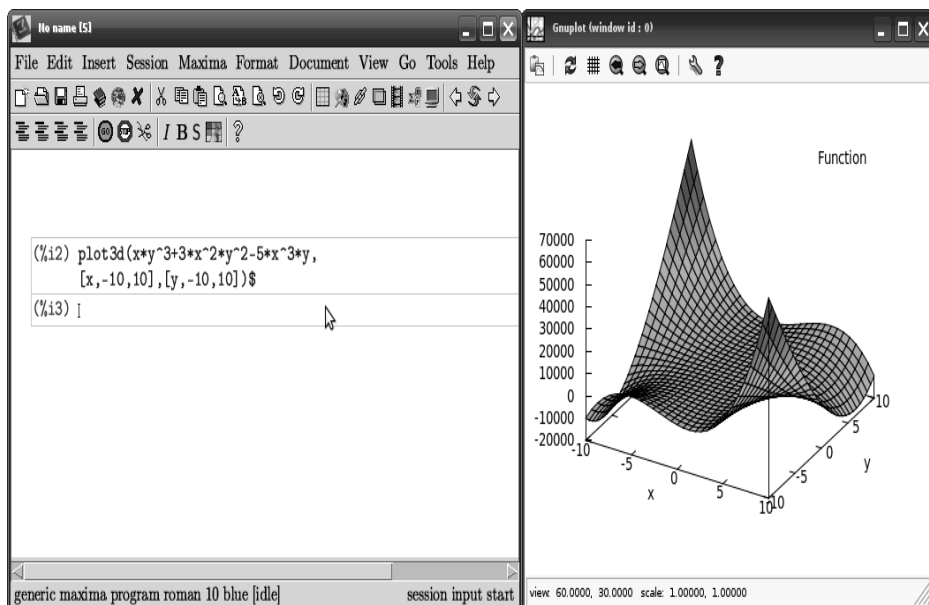 No name [5]
File Edit Insert Session Maxima Format Document View Go Tools Help
GO STOP I B S ?
(%i2) plot3d(x*y^3+3*x^2*y^2-5*x^3*y,
[x,-10,10],[y,-10,10])$
(%i3)
generic maxima program roman 10 blue [idle] session input start
Gnuplot (window id : 0)
?
Function
70000
60000
50000
40000
30000
20000
10000
0
-10000
-20000
-10
-5
0
5
10
x
-10
-5
0
5
10
y
view: 60.0000, 30.0000 scale: 1.00000, 1.00000